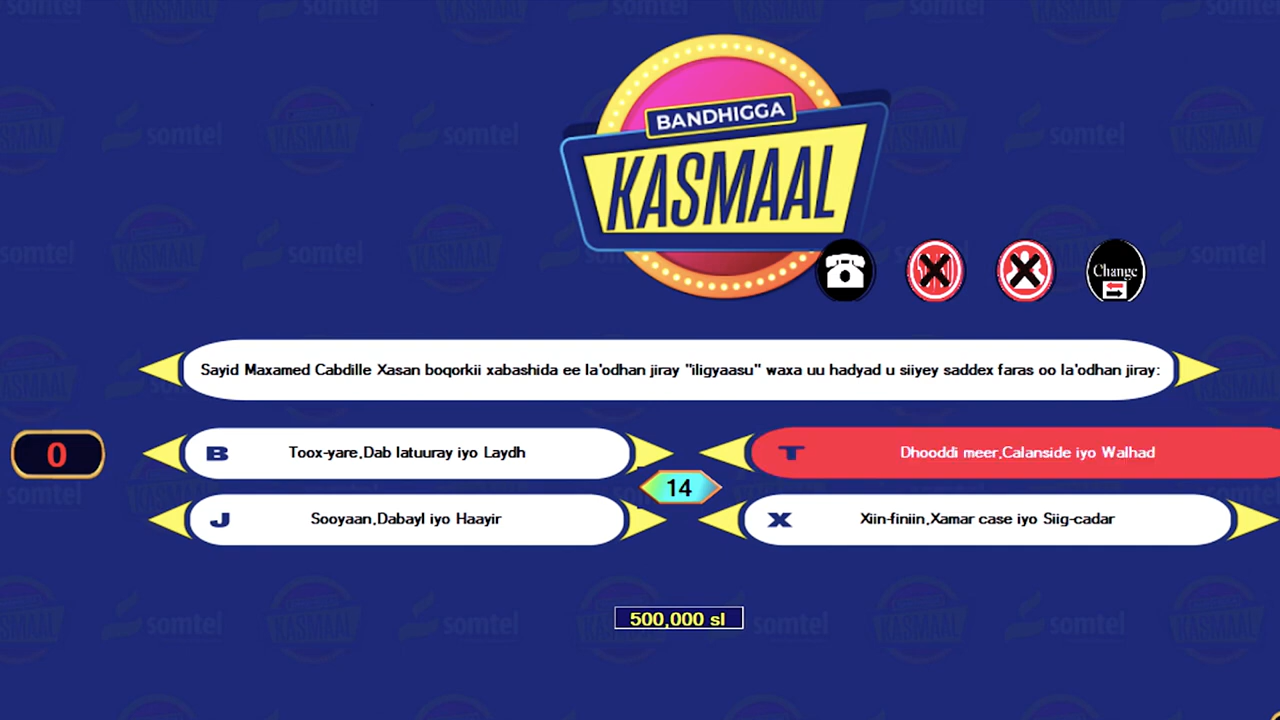 BANDHIGGA
KASMAAL
Change
Sayid Maxamed Cabdille Xasan boqorkii xabashida ee la'odhan jiray "iligyaasu" waxa uu hadyad u siiyey saddex faras oo la'odhan jiray:
0
B Toox-yare,Dab latuuray iyo Laydh
T Dhooddi meer,Calanside iyo Walhad
14
J Sooyaan,Dabayl iyo Haayir
X Xiin-finiin,Xamar case iyo Siig-cadar
500,000 sl
somtel